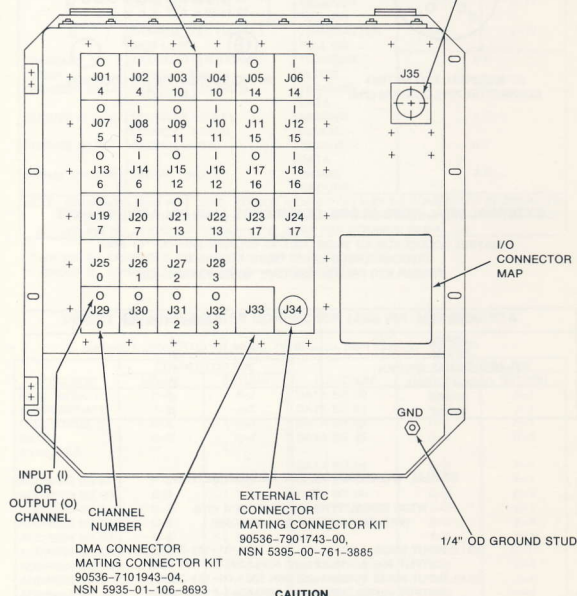 J35
O I O I O I
J01 J02 J03 J04 J05 J06
4 4 10 10 14 14
O I O I O I
J07 J08 J09 J10 J11 J12
5 5 11 11 15 15
O I O I O I
J13 J14 J15 J16 J17 J18
6 6 12 12 16 16
O I O I O I
J19 J20 J21 J22 J23 J24
7 7 13 13 17 17
I I I I
J25 J26 J27 J28
0 1 2 3
O O O O
J29 J30 J31 J32 J33 J34
0 1 2 3
I/O
CONNECTOR
MAP
GND
INPUT (I)
OR
OUTPUT (O)
CHANNEL
CHANNEL
NUMBER
DMA CONNECTOR
MATING CONNECTOR KIT
90536-7101943-04,
NSN 5935-01-106-8693
EXTERNAL RTC
CONNECTOR
MATING CONNECTOR KIT
90536-7901743-00,
NSN 5395-00-761-3885
1/4" OD GROUND STUD
CAUTION